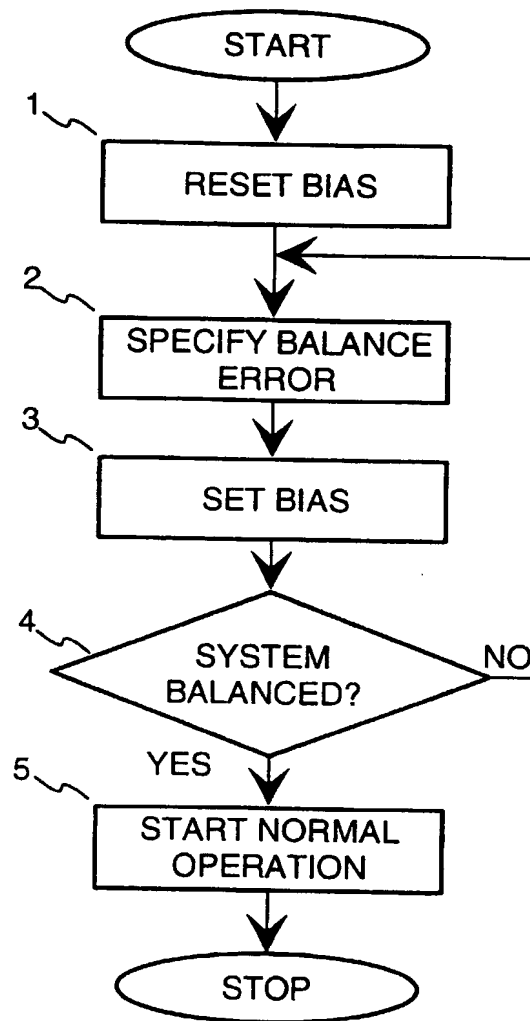 START
1
RESET BIAS
2
SPECIFY BALANCE
ERROR
3
SET BIAS
4
SYSTEM
BALANCED?
NO
YES
5
START NORMAL
OPERATION
STOP